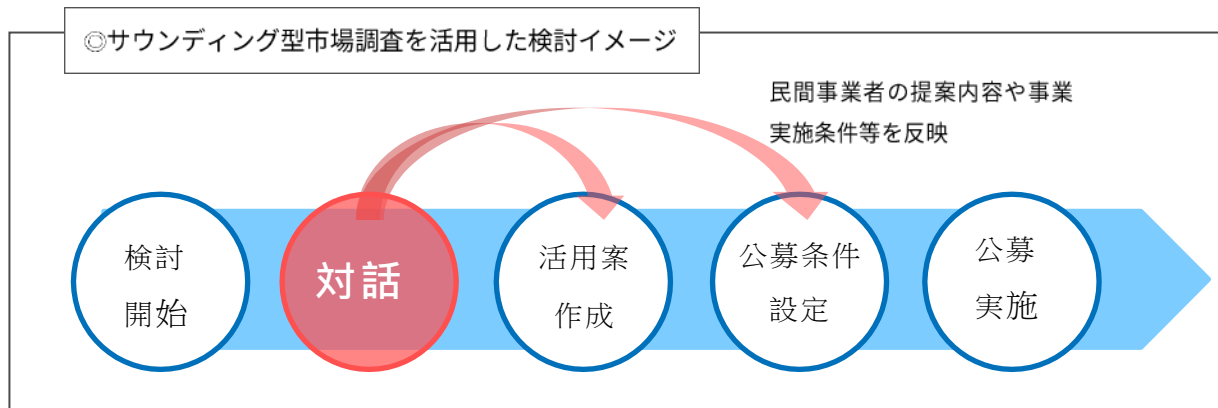 ◎サウンディング型市場調査を活用した検討イメージ
民間事業者の提案内容や事業
実施条件等を反映
検討
開始
対話
活用案
作成
公募条件
設定
公募
実施